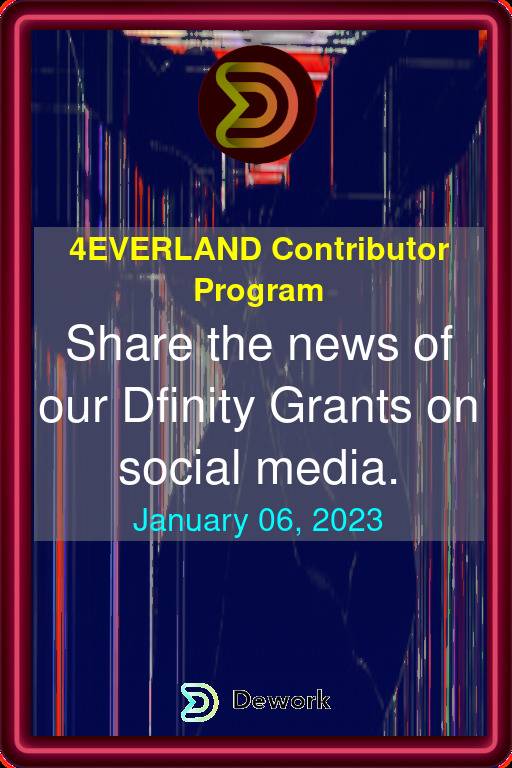 4EVERLAND Contributor
Program
Share the news of
our Dfinity Grants on
social media.
January 06, 2023
Dework